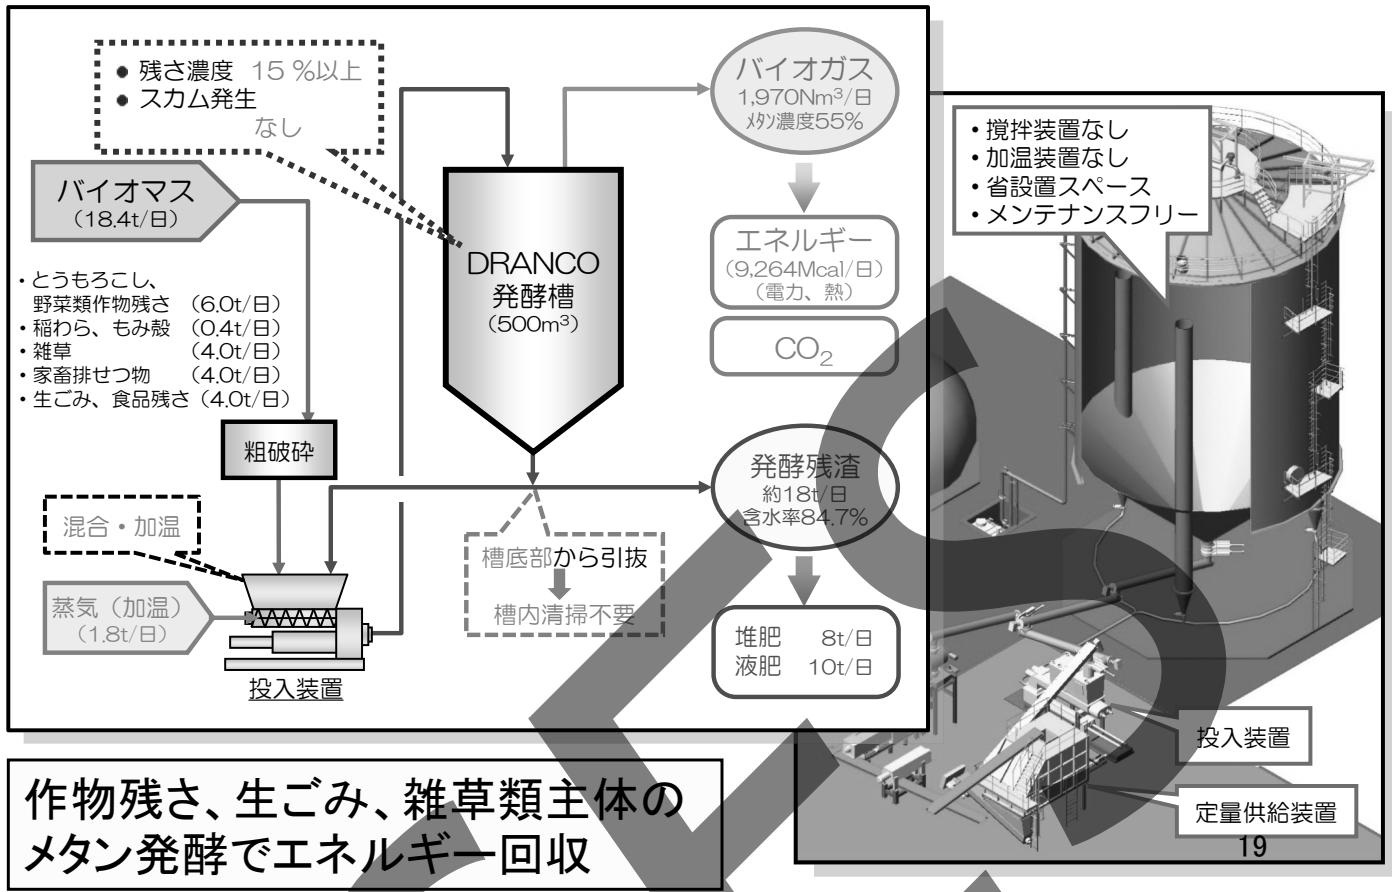 ● 残さ濃度 15 %以上
● スカム発生
なし
バイオマス
(18.4t/日)
・とうもろこし、
野菜類作物残さ (6.0t/日)
・稲わら、もみ殻 (0.4t/日)
・雑草 (4.0t/日)
・家畜排せつ物 (4.0t/日)
・生ごみ、食品残さ (4.0t/日)
粗破砕
混合・加温
蒸気(加温)
(1.8t/日)
投入装置
DRANCO
発酵槽
(500m³)
槽底部から引抜
槽内清掃不要
バイオガス
1,970Nm³/日
メタン濃度55%
エネルギー
(9,264Mcal/日)
(電力、熱)
CO₂
発酵残渣
約18t/日
含水率84.7%
堆肥 8t/日
液肥 10t/日
・撹拌装置なし
・加温装置なし
・省設置スペース
・メンテナンスフリー
投入装置
定量供給装置
19
作物残さ、生ごみ、雑草類主体の
メタン発酵でエネルギー回収